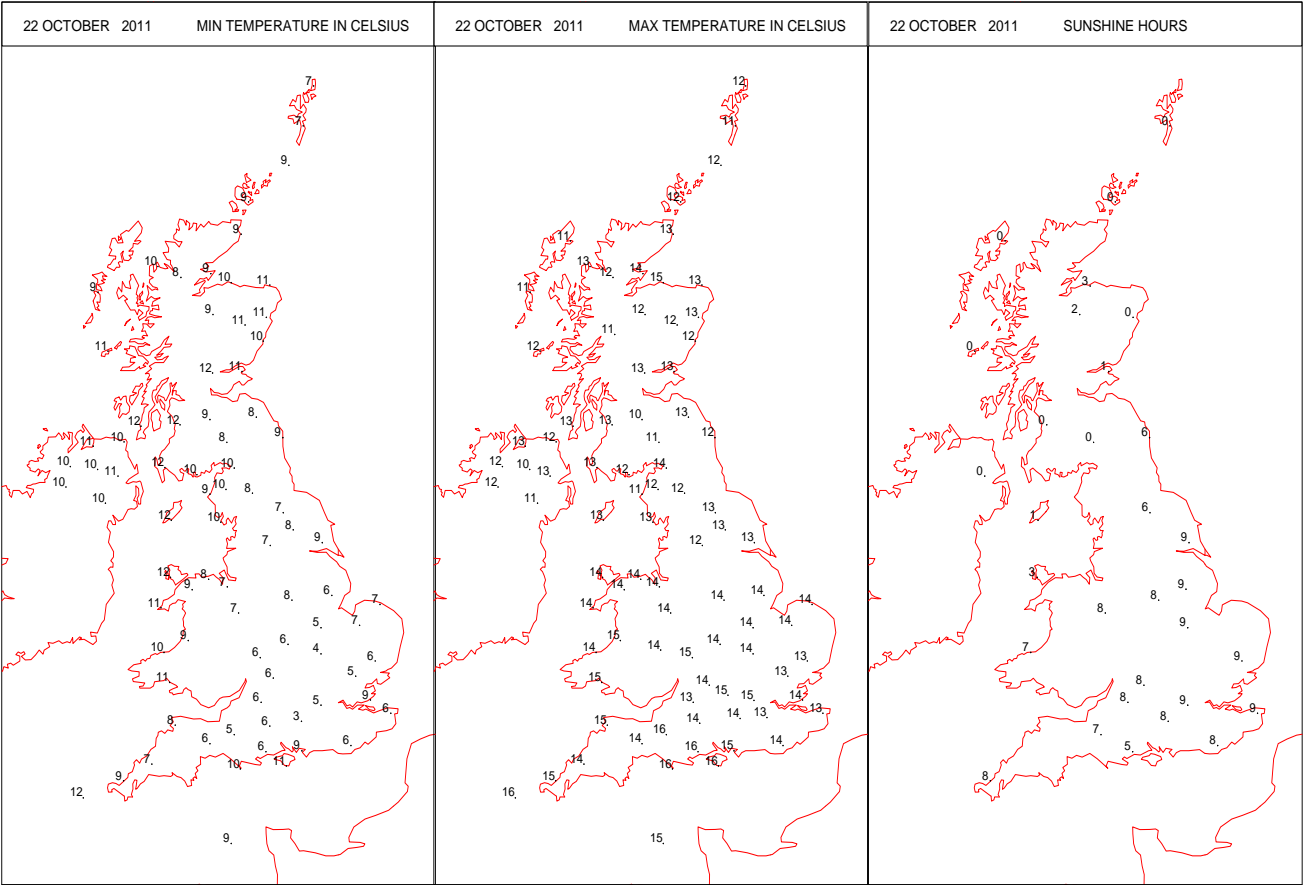 22 OCTOBER 2011 MIN TEMPERATURE IN CELSIUS
7.
7.
9.
9.
9.
10. 8. 9. 10. 11.
9. 9. 11. 11.
10.
11. 12. 11.
12. 12. 9. 8.
11. 10. 8. 9.
10. 10. 11. 12. 10. 10.
10. 10. 9. 10. 8.
12. 10. 7. 8.
7. 9.
12. 9. 8. 7.
11. 7. 8. 6. 7.
5. 7.
10. 9. 6. 6. 4. 6.
11. 6. 5.
6. 5. 9. 6.
8. 5. 6. 3.
6. 6. 9. 6.
7. 10. 11.
9.
12.
9.
22 OCTOBER 2011 MAX TEMPERATURE IN CELSIUS
12.
11.
12.
12.
13.
11.
13. 12. 14. 15. 13.
11. 12. 12. 13.
11. 12.
12. 13. 13.
13. 13. 10. 13.
13. 12. 11. 12.
12. 10. 13. 13. 12. 14.
12. 11. 11. 12. 12.
13. 13. 13. 13.
12. 13.
14. 14. 14. 14.
14. 14. 14. 14. 14.
14. 14.
14. 15. 14. 15. 14. 14. 13.
15. 14. 13.
13. 15. 15. 14. 13.
15. 16. 14. 14. 13.
14. 16. 15. 14.
14. 16. 16.
15.
16.
15.
22 OCTOBER 2011 SUNSHINE HOURS
0.
0.
0.
3.
2. 0.
0.
1.
0. 0. 6.
0.
1. 6.
9.
3. 9.
8. 8.
9.
7. 9.
8.
8. 9. 9.
7. 8.
5. 8.
8.